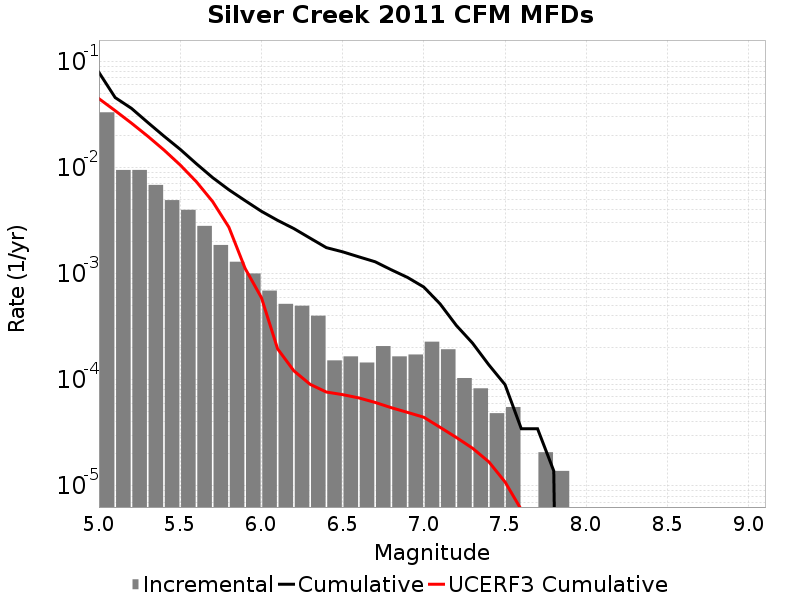 Silver Creek 2011 CFM MFDs
10-1
10-2
10-3
10-4
10-5
Rate (1/yr)
5.0 5.5 6.0 6.5 7.0 7.5 8.0 8.5 9.0
Magnitude
Incremental Cumulative UCERF3 Cumulative